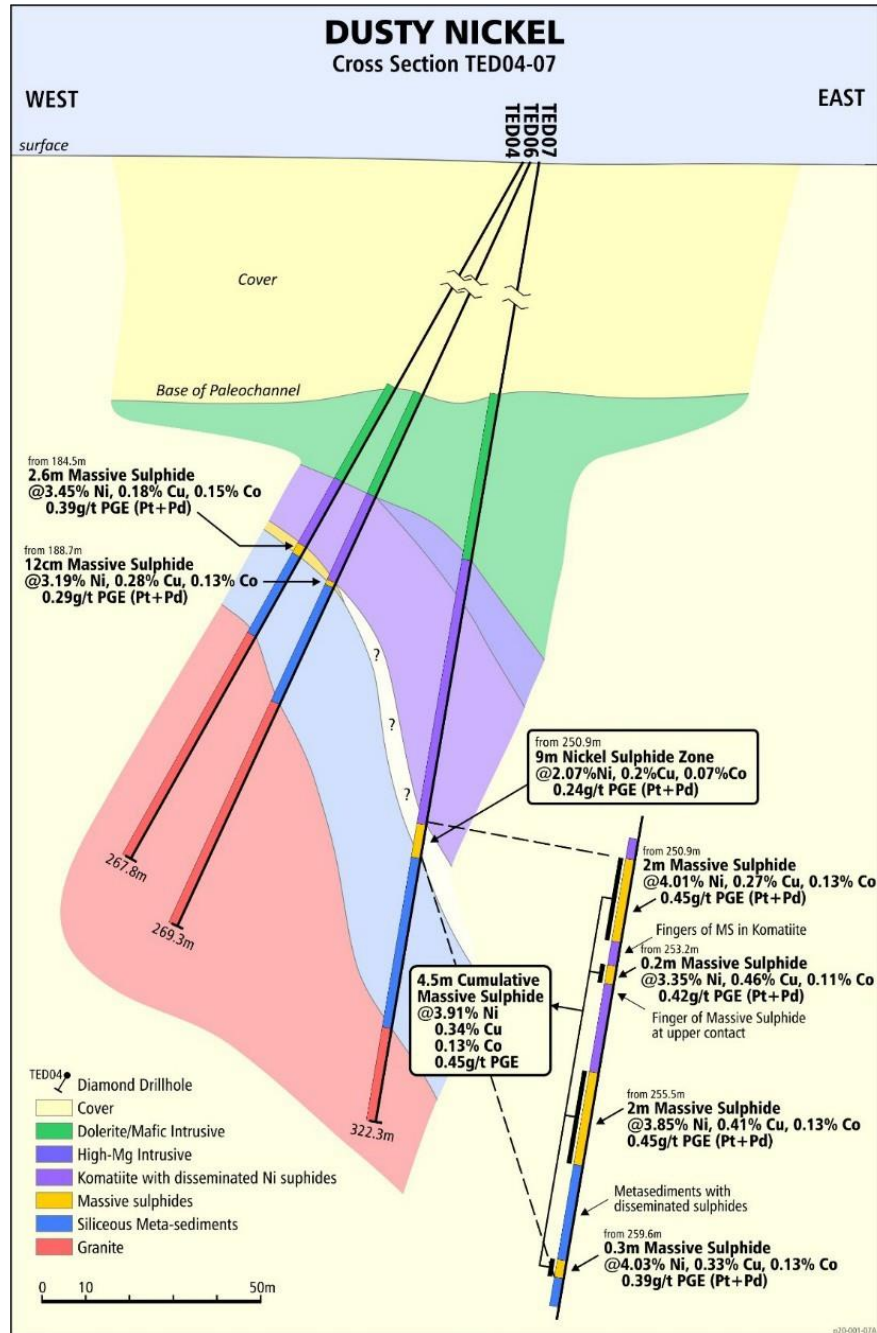 DUSTY NICKEL
Cross Section TED04-07
WEST
EAST
TED04
TED06
TED07
surface
Cover
Base of Paleochannel
from 184.5m
2.6m Massive Sulphide
@3.45% Ni, 0.18% Cu, 0.15% Co
0.39g/t PGE (Pt+Pd)
from 188.7m
12cm Massive Sulphide
@3.19% Ni, 0.28% Cu, 0.13% Co
0.29g/t PGE (Pt+Pd)
?
?
?
from 250.9m
9m Nickel Sulphide Zone
@2.07%Ni, 0.2%Cu, 0.07%Co
0.24g/t PGE (Pt+Pd)
267.8m
269.3m
322.3m
from 250.9m
2m Massive Sulphide
@4.01% Ni, 0.27% Cu, 0.13% Co
0.45g/t PGE (Pt+Pd)
Fingers of MS in Komatiite
from 253.2m
0.2m Massive Sulphide
@3.35% Ni, 0.46% Cu, 0.11% Co
0.42g/t PGE (Pt+Pd)
Finger of Massive Sulphide
at upper contact
4.5m Cumulative
Massive Sulphide
@3.91% Ni
0.34% Cu
0.13% Co
0.45g/t PGE
from 255.5m
2m Massive Sulphide
@3.85% Ni, 0.41% Cu, 0.13% Co
0.45g/t PGE (Pt+Pd)
Metasediments with
disseminated sulphides
from 259.6m
0.3m Massive Sulphide
@4.03% Ni, 0.33% Cu, 0.13% Co
0.39g/t PGE (Pt+Pd)
TED04
Diamond Drillhole
Cover
Dolerite/Mafic Intrusive
High-Mg Intrusive
Komatiite with disseminated Ni suphides
Massive sulphides
Siliceous Meta-sediments
Granite
0 10 50m